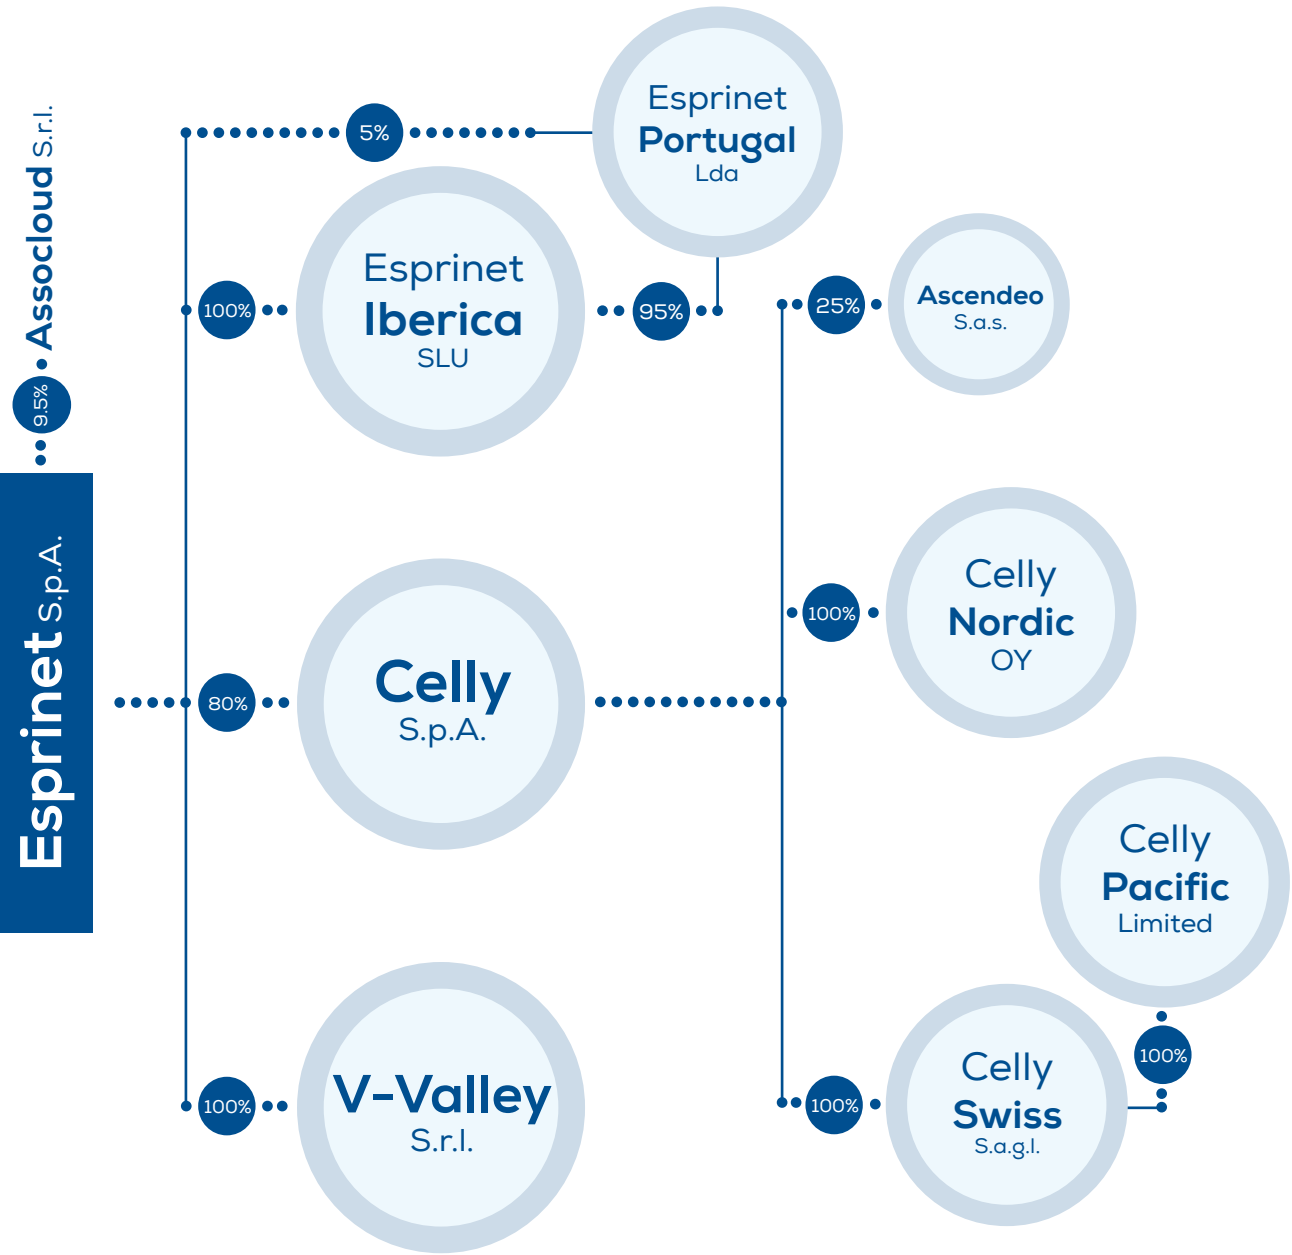 Assocloud S.r.l.
9.5%
Esprinet S.p.A.
5%
Esprinet
Portugal
Lda
100%
Esprinet
Iberica
SLU
95%
25%
Ascendeo
S.a.s.
100%
Celly
Nordic
OY
80%
Celly
S.p.A.
Celly
Pacific
Limited
100%
100%
V-Valley
S.r.l.
100%
Celly
Swiss
S.a.g.l.